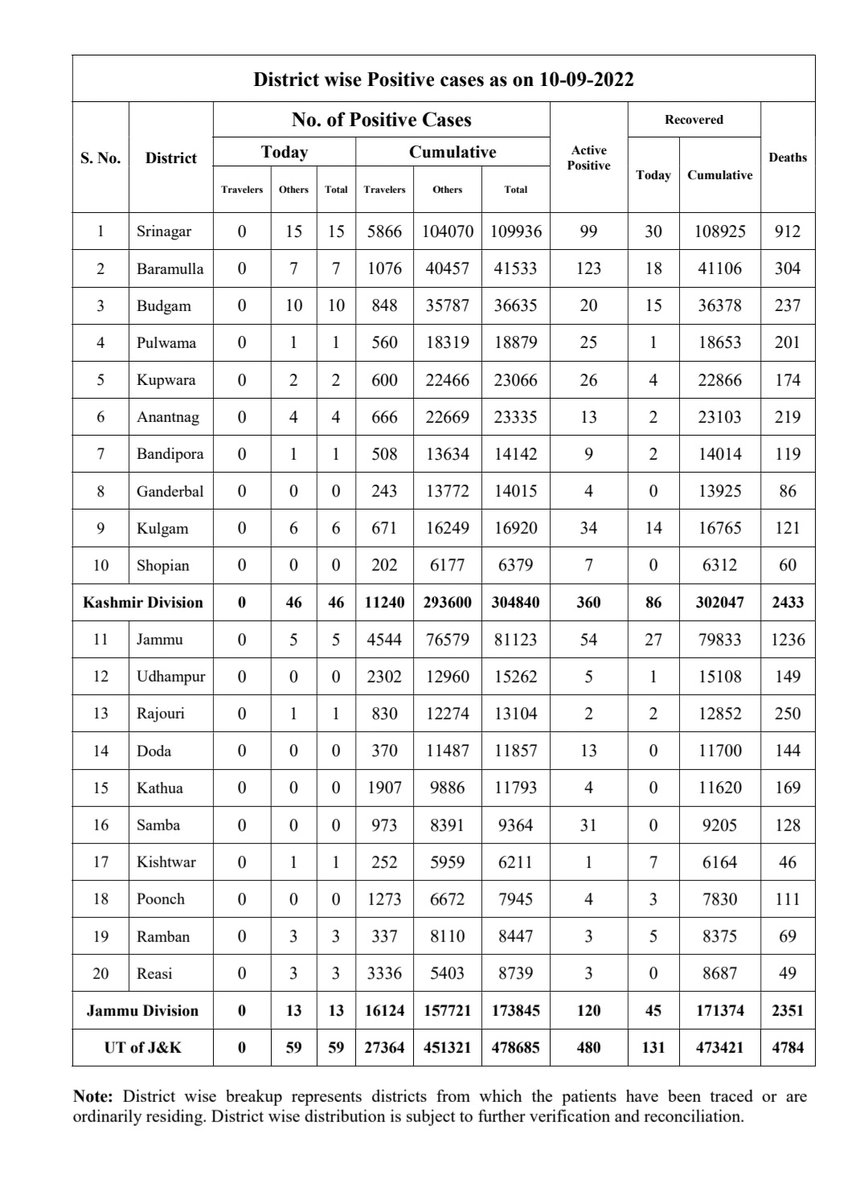 District wise Positive cases as on 10-09-2022
S. No. District No. of Positive Cases Active Positive Recovered Deaths
Today Cumulative Today Cumulative
Travelers Others Total Travelers Others Total
1 Srinagar 0 15 15 5866 104070 109936 99 30 108925 912
2 Baramulla 0 7 7 1076 40457 41533 123 18 41106 304
3 Budgam 0 10 10 848 35787 36635 20 15 36378 237
4 Pulwama 0 1 1 560 18319 18879 25 1 18653 201
5 Kupwara 0 2 2 600 22466 23066 26 4 22866 174
6 Anantnag 0 4 4 666 22669 23335 13 2 23103 219
7 Bandipora 0 1 1 508 13634 14142 9 2 14014 119
8 Ganderbal 0 0 0 243 13772 14015 4 0 13925 86
9 Kulgam 0 6 6 671 16249 16920 34 14 16765 121
10 Shopian 0 0 0 202 6177 6379 7 0 6312 60
Kashmir Division 0 46 46 11240 293600 304840 360 86 302047 2433
11 Jammu 0 5 5 4544 76579 81123 54 27 79833 1236
12 Udhampur 0 0 0 2302 12960 15262 5 1 15108 149
13 Rajouri 0 1 1 830 12274 13104 2 2 12852 250
14 Doda 0 0 0 370 11487 11857 13 0 11700 144
15 Kathua 0 0 0 1907 9886 11793 4 0 11620 169
16 Samba 0 0 0 973 8391 9364 31 0 9205 128
17 Kishtwar 0 1 1 252 5959 6211 1 7 6164 46
18 Poonch 0 0 0 1273 6672 7945 4 3 7830 111
19 Ramban 0 3 3 337 8110 8447 3 5 8375 69
20 Reasi 0 3 3 3336 5403 8739 3 0 8687 49
Jammu Division 0 13 13 16124 157721 173845 120 45 171374 2351
UT of J&K 0 59 59 27364 451321 478685 480 131 473421 4784
Note: District wise breakup represents districts from which the patients have been traced or are
ordinarily residing. District wise distribution is subject to further verification and reconciliation.